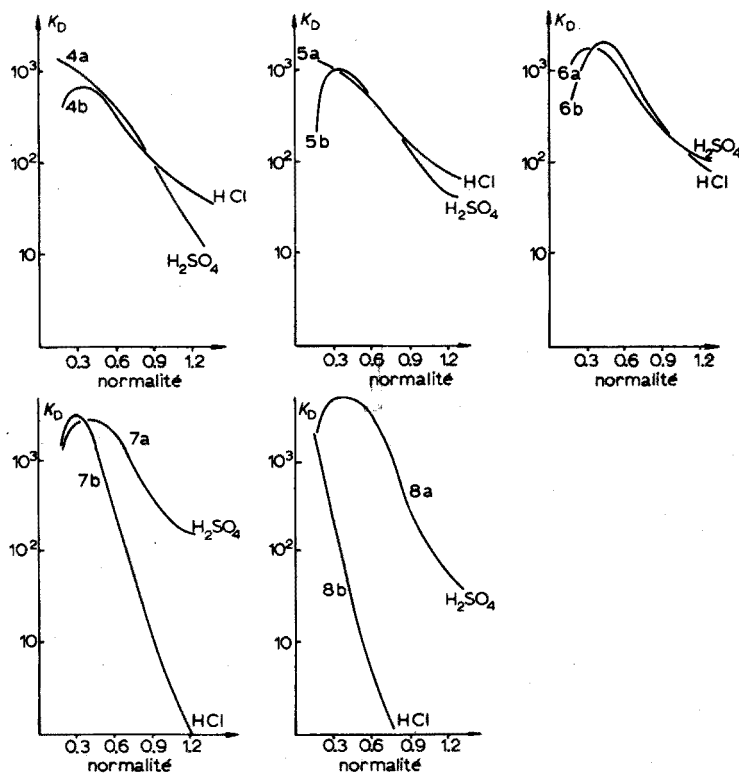 K_D
4a
4b
10³
10²
10
HCl
H₂SO₄
0.3 0.6 0.9 1.2
normalité
K_D
5a
5b
10³
10²
10
HCl
H₂SO₄
0.3 0.6 0.9 1.2
normalité
K_D
6a
6b
10³
10²
10
H₂SO₄
HCl
0.3 0.6 0.9 1.2
normalité
K_D
7a
7b
10³
10²
10
H₂SO₄
HCl
0.3 0.6 0.9 1.2
normalité
K_D
8a
8b
10³
10²
10
H₂SO₄
HCl
0.3 0.6 0.9 1.2
normalité